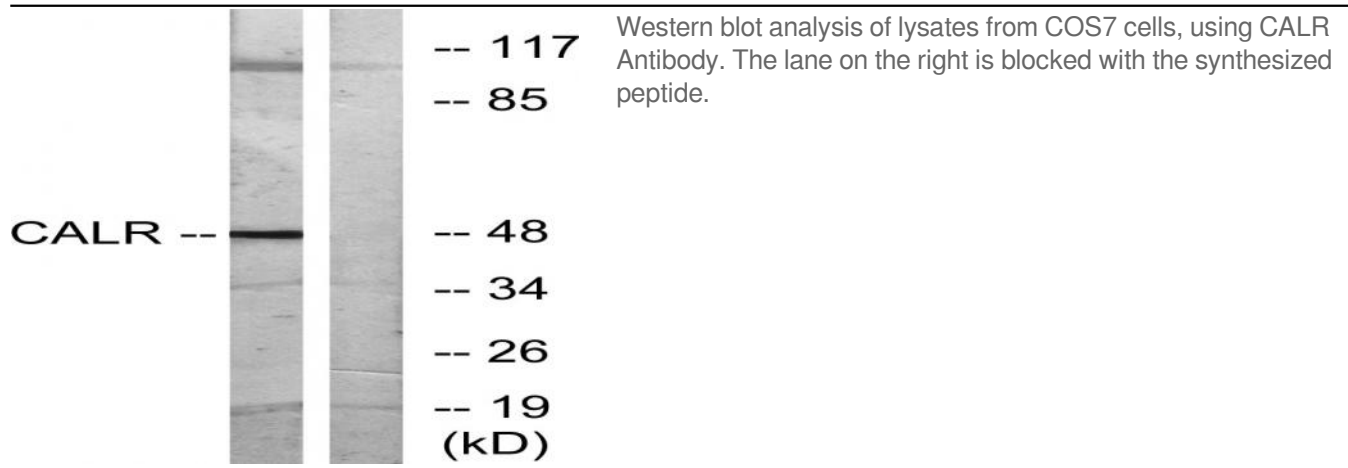 -- 117
-- 85
CALR --
-- 48
-- 34
-- 26
-- 19
(kD)
Western blot analysis of lysates from COS7 cells, using CALR
Antibody. The lane on the right is blocked with the synthesized
peptide.